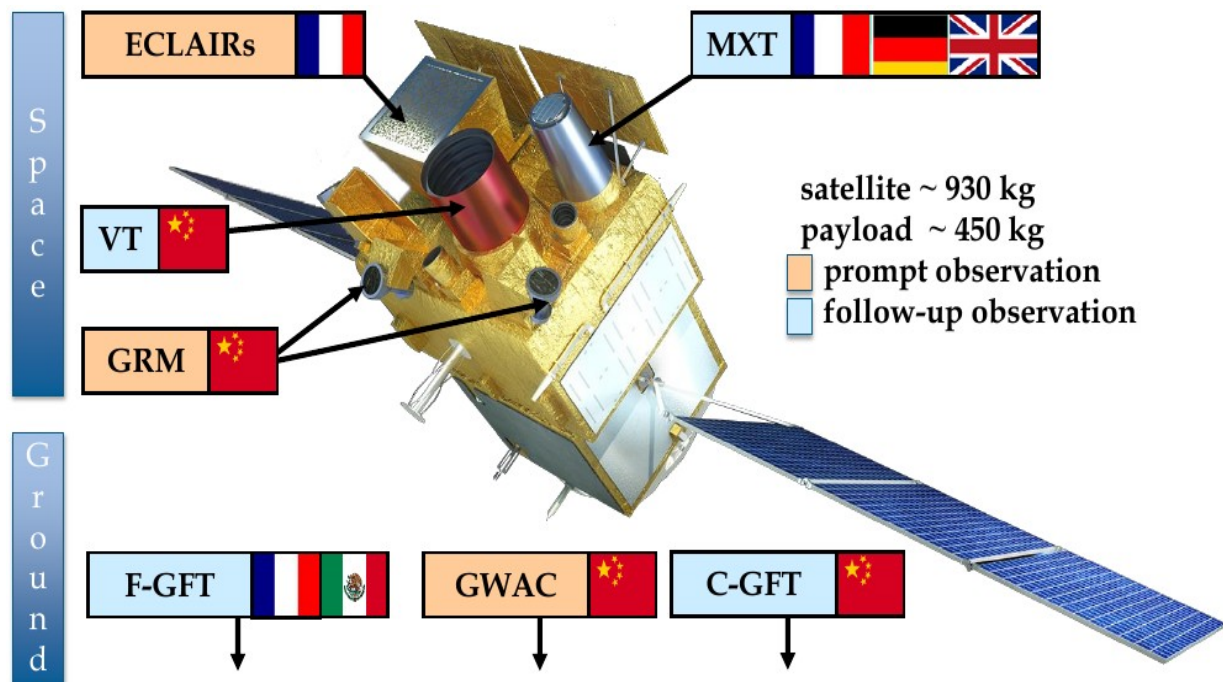 Space
ECLAIRs
MXT
satellite ~ 930 kg
payload ~ 450 kg
prompt observation
follow-up observation
VT
GRM
Ground
F-GFT
GWAC
C-GFT